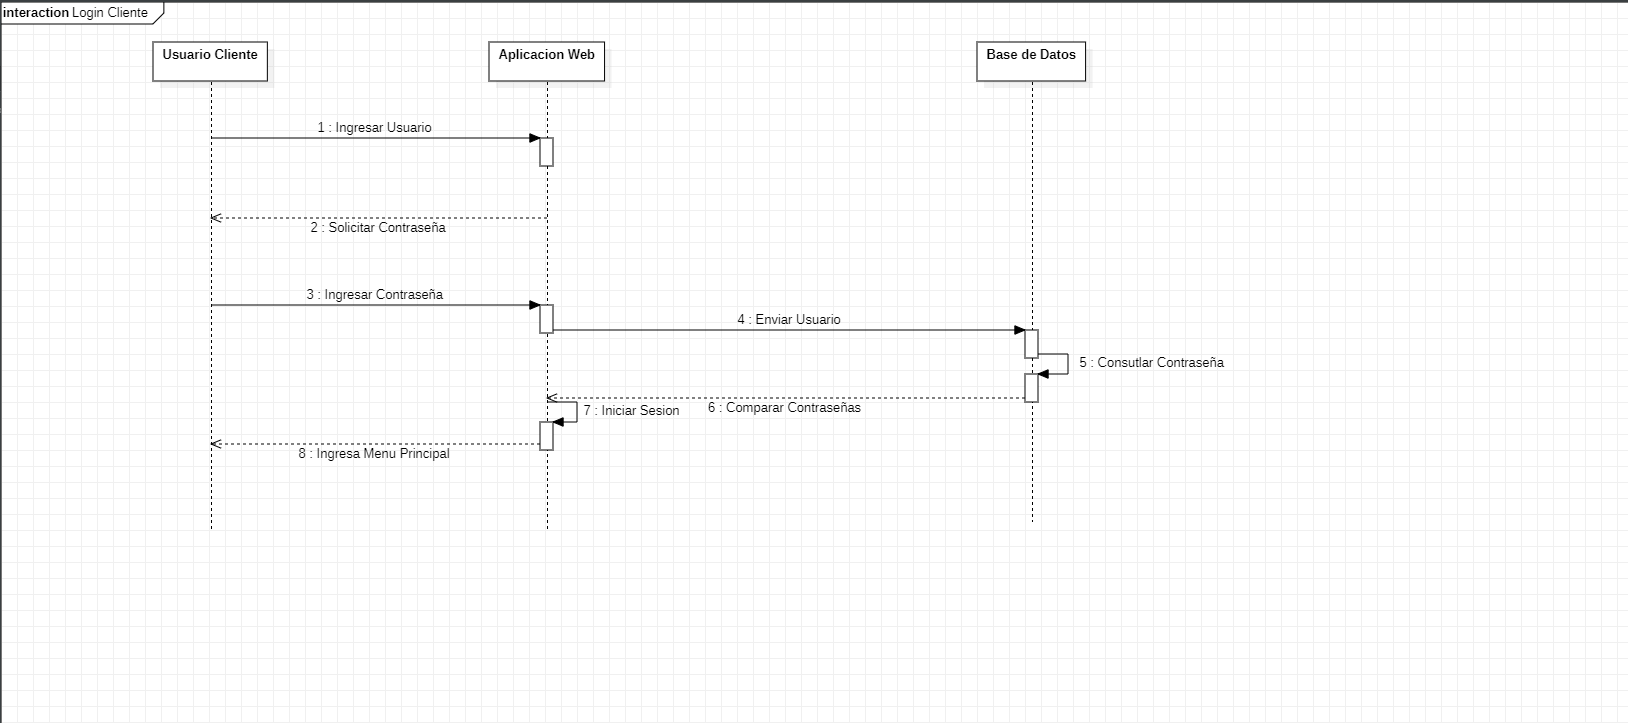 interaction Login Cliente
Usuario Cliente
Aplicacion Web
Base de Datos
1 : Ingresar Usuario
2 : Solicitar Contraseña
3 : Ingresar Contraseña
4 : Enviar Usuario
5 : Consutlar Contraseña
6 : Comparar Contraseñas
7 : Iniciar Sesion
8 : Ingresa Menu Principal